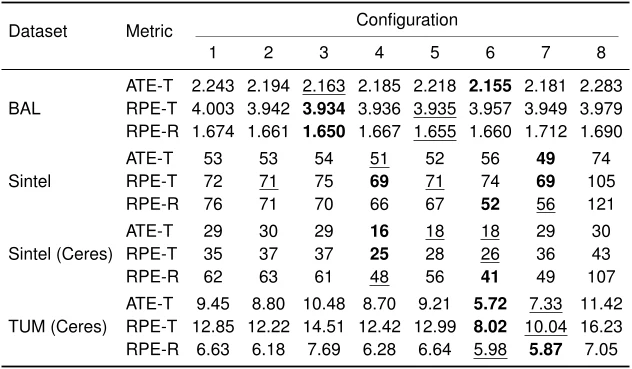 Configuration
Dataset Metric
1 2 3 4 5 6 7 8
ATE-T 2.243 2.194 2.163 2.185 2.218 2.155 2.181 2.283
BAL RPE-T 4.003 3.942 3.934 3.936 3.935 3.957 3.949 3.979
RPE-R 1.674 1.661 1.650 1.667 1.655 1.660 1.712 1.690
ATE-T 53 53 54 51 52 56 49 74
Sintel RPE-T 72 71 75 69 71 74 69 105
RPE-R 76 71 70 66 67 52 56 121
ATE-T 29 30 29 16 18 18 29 30
Sintel (Ceres) RPE-T 35 37 37 25 28 26 36 43
RPE-R 62 63 61 48 56 41 49 107
ATE-T 9.45 8.80 10.48 8.70 9.21 5.72 7.33 11.42
TUM (Ceres) RPE-T 12.85 12.22 14.51 12.42 12.99 8.02 10.04 16.23
RPE-R 6.63 6.18 7.69 6.28 6.64 5.98 5.87 7.05